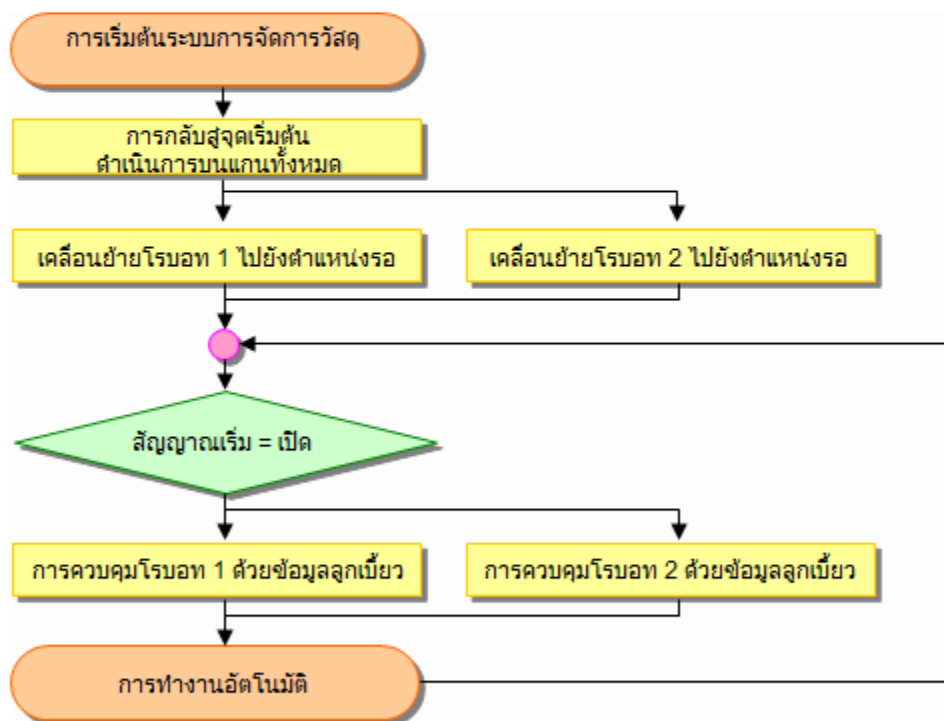 การเริ่มต้นระบบการจัดการวัสดุ
การกลับสู่จุดเริ่มต้น
ดำเนินการบนแกนทั้งหมด
เคลื่อนย้ายโรบอท 1 ไปยังตำแหน่งรอ
เคลื่อนย้ายโรบอท 2 ไปยังตำแหน่งรอ
สัญญาณเริ่ม = เปิด
การควบคุมโรบอท 1 ด้วยข้อมูลลูกเบี้ยว
การควบคุมโรบอท 2 ด้วยข้อมูลลูกเบี้ยว
การทำงานอัตโนมัติ